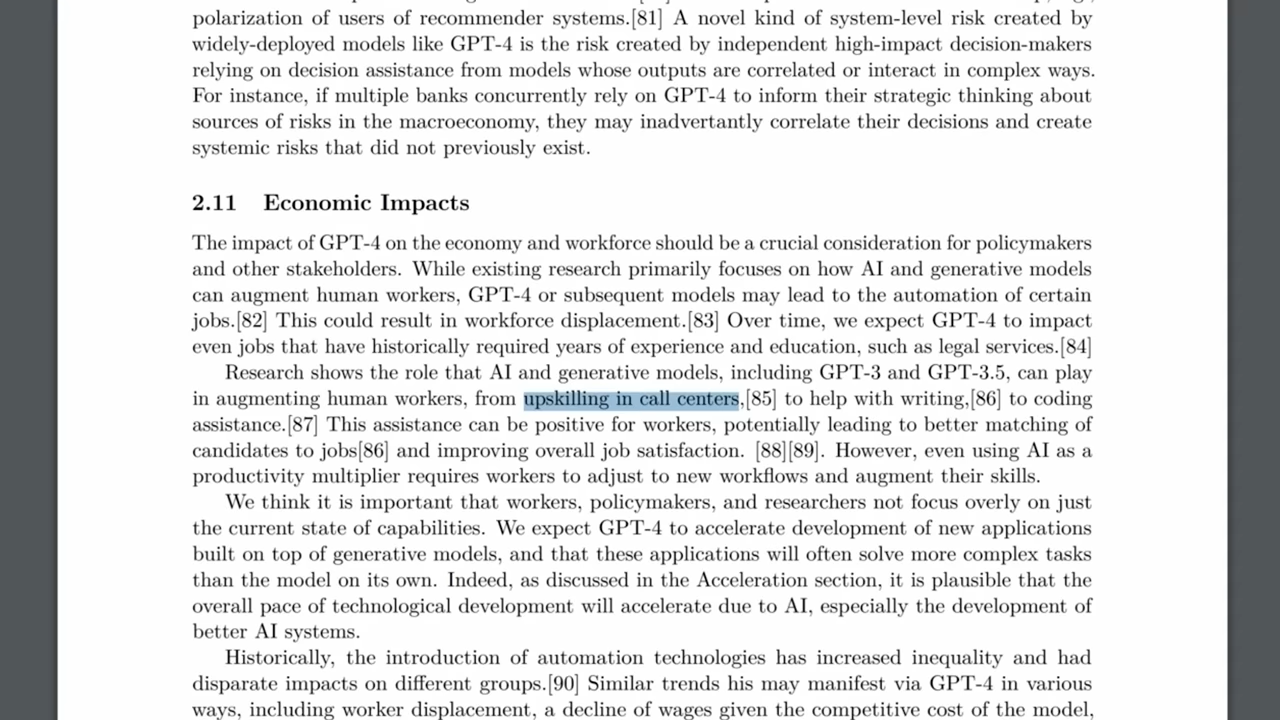 polarization of users of recommender systems.[81] A novel kind of system-level risk created by
widely-deployed models like GPT-4 is the risk created by independent high-impact decision-makers
relying on decision assistance from models whose outputs are correlated or interact in complex ways.
For instance, if multiple banks concurrently rely on GPT-4 to inform their strategic thinking about
sources of risks in the macroeconomy, they may inadvertantly correlate their decisions and create
systemic risks that did not previously exist.
2.11 Economic Impacts
The impact of GPT-4 on the economy and workforce should be a crucial consideration for policymakers
and other stakeholders. While existing research primarily focuses on how AI and generative models
can augment human workers, GPT-4 or subsequent models may lead to the automation of certain
jobs.[82] This could result in workforce displacement.[83] Over time, we expect GPT-4 to impact
even jobs that have historically required years of experience and education, such as legal services.[84]
Research shows the role that AI and generative models, including GPT-3 and GPT-3.5, can play
in augmenting human workers, from upskilling in call centers,[85] to help with writing,[86] to coding
assistance.[87] This assistance can be positive for workers, potentially leading to better matching of
candidates to jobs[86] and improving overall job satisfaction. [88][89]. However, even using AI as a
productivity multiplier requires workers to adjust to new workflows and augment their skills.
We think it is important that workers, policymakers, and researchers not focus overly on just
the current state of capabilities. We expect GPT-4 to accelerate development of new applications
built on top of generative models, and that these applications will often solve more complex tasks
than the model on its own. Indeed, as discussed in the Acceleration section, it is plausible that the
overall pace of technological development will accelerate due to AI, especially the development of
better AI systems.
Historically, the introduction of automation technologies has increased inequality and had
disparate impacts on different groups.[90] Similar trends his may manifest via GPT-4 in various
ways, including worker displacement, a decline of wages given the competitive cost of the model,